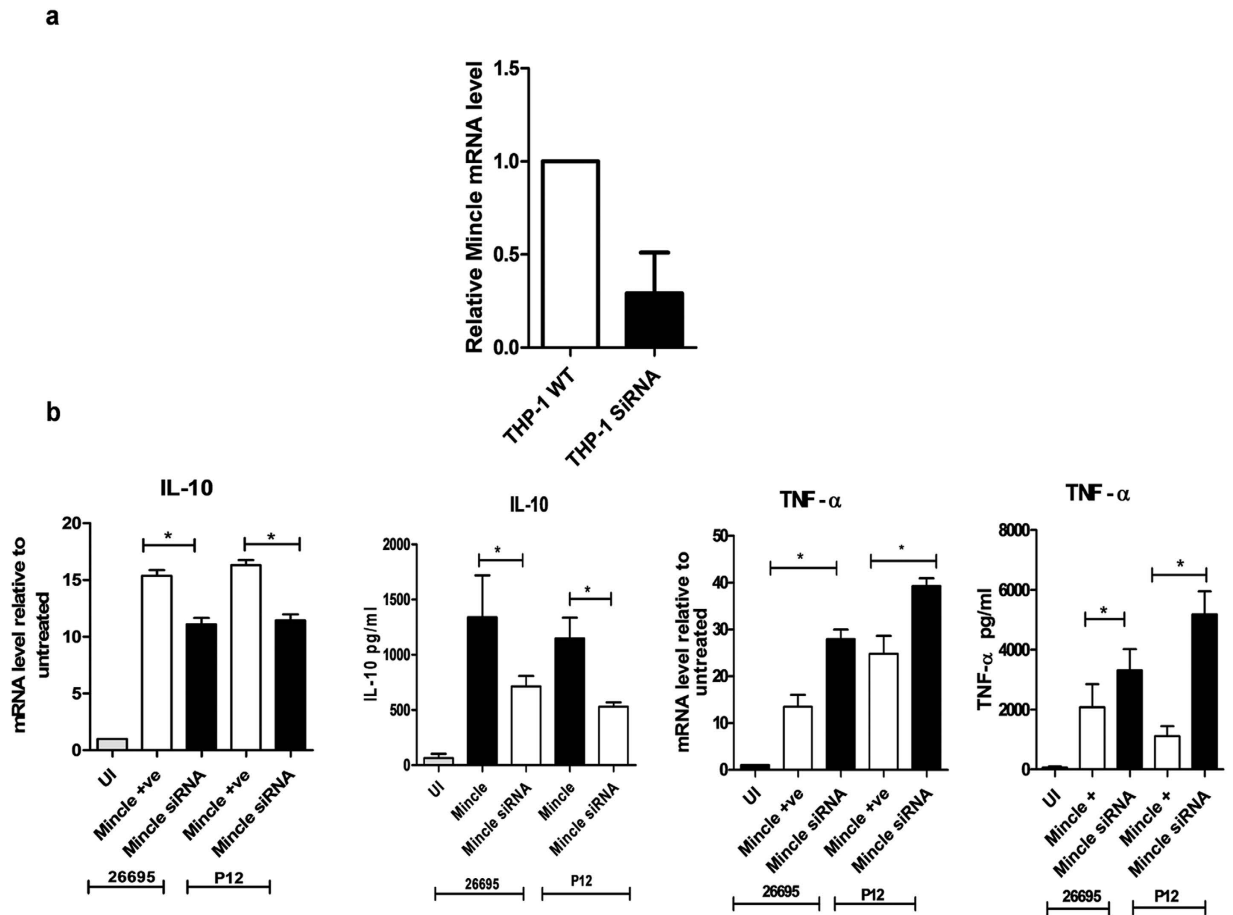 a
Relative Mincle mRNA level
1.5
1.0
0.5
0.0
THP-1 WT
THP-1 SiRNA
b
IL-10
mRNA level relative to
untreated
20
15
10
5
0
*
*
UI
Mincle +ve
Mincle siRNA
Mincle +ve
Mincle siRNA
26695
P12
IL-10
IL-10 pg/ml
2000
1500
1000
500
0
*
*
UI
Mincle
Mincle siRNA
Mincle
Mincle siRNA
26695
P12
TNF - α
mRNA level relative to
untreated
50
40
30
20
10
0
*
*
UI
Mincle +ve
Mincle siRNA
Mincle +ve
Mincle siRNA
26695
P12
TNF - α
TNF-α pg/ml
8000
6000
4000
2000
0
*
*
UI
Mincle +
Mincle siRNA
Mincle +
Mincle siRNA
26695
P12